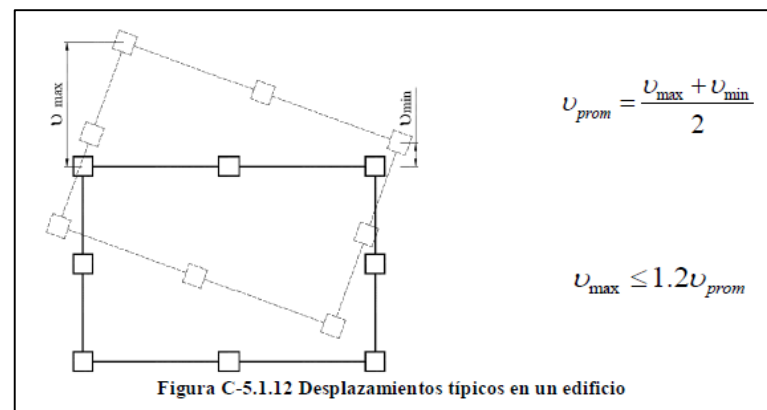 υ max
υmin
υprom = υmax + υmin / 2
υmax ≤ 1.2υprom
Figura C-5.1.12 Desplazamientos típicos en un edificio